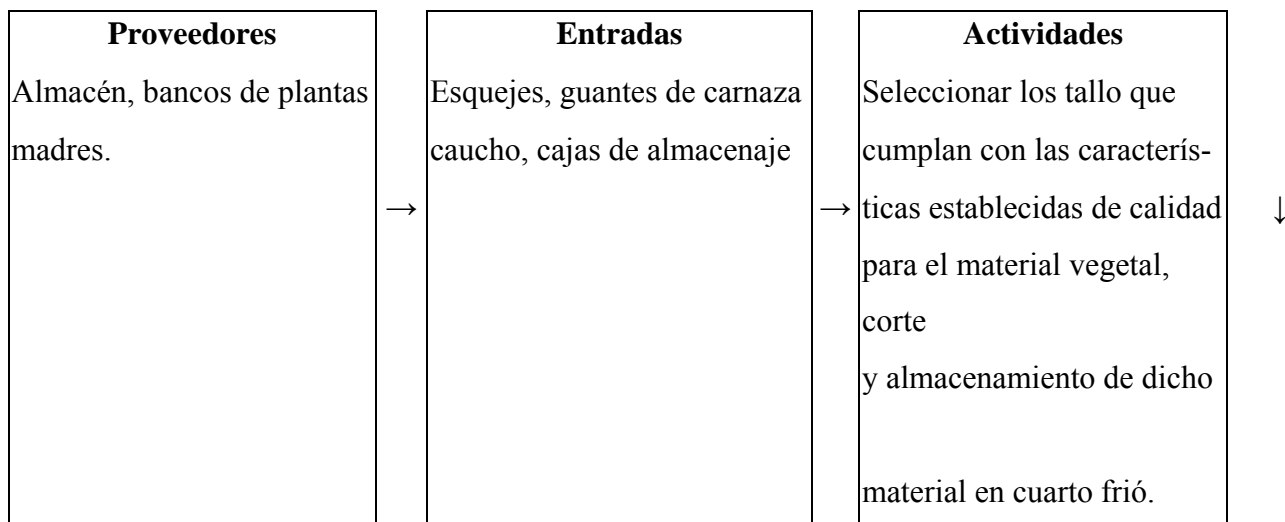 Proveedores
Almacén, bancos de plantas
madres.
→
Entradas
Esquejes, guantes de carnaza
caucho, cajas de almacenaje
→
Actividades
Seleccionar los tallo que
cumplan con las caracterís-
ticas establecidas de calidad
para el material vegetal,
corte
y almacenamiento de dicho
material en cuarto frió.
↓